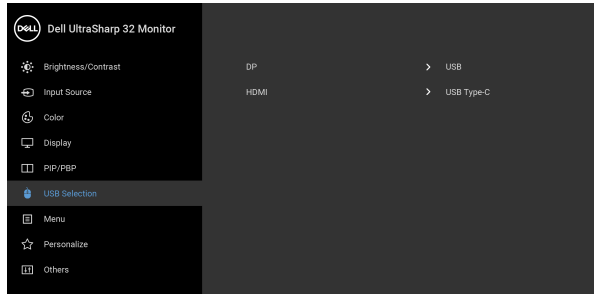 DELL Dell UltraSharp 32 Monitor
Brightness/Contrast
DP > USB
Input Source
HDMI > USB Type-C
Color
Display
PIP/PBP
USB Selection
Menu
Personalize
Others